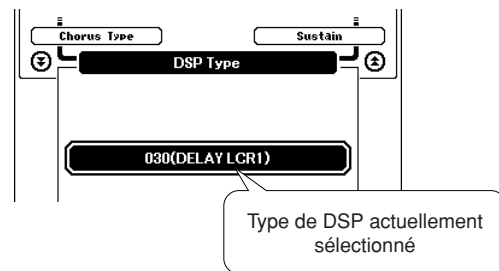 Chorus Type
Sustain
DSP Type
030(DELAY LCR1)
Type de DSP actuellement
sélectionné